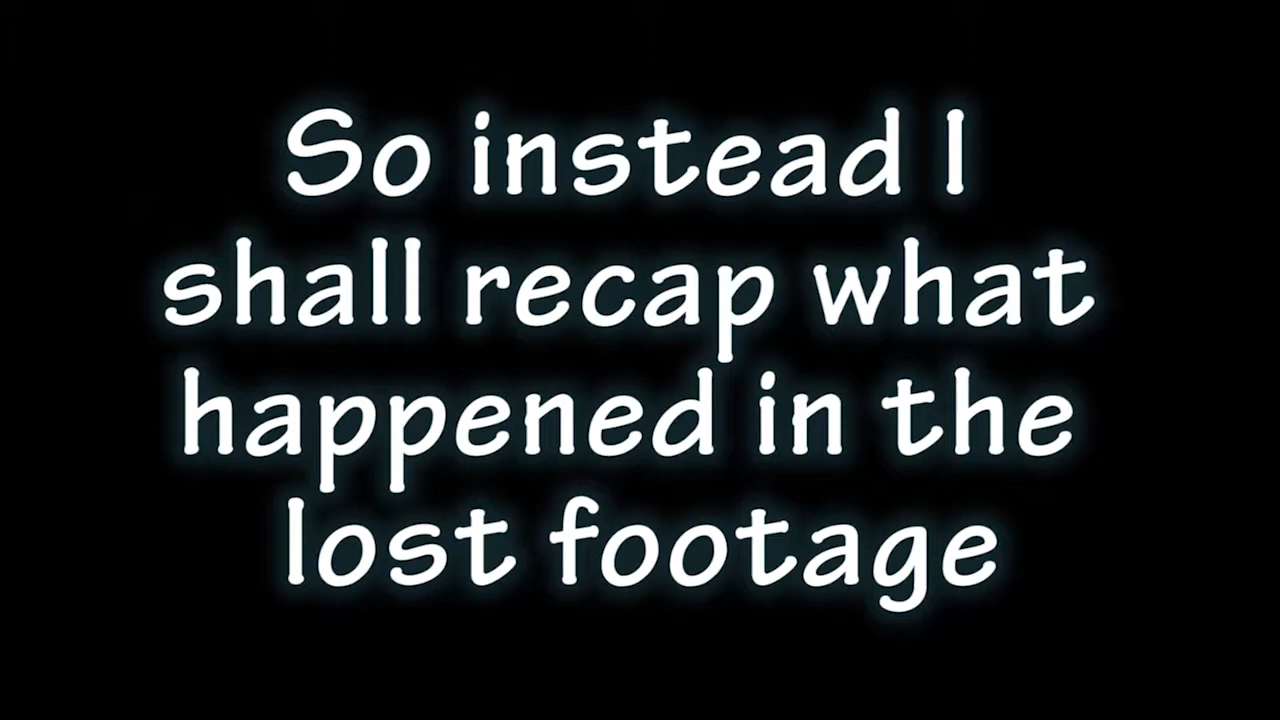 So instead I
shall recap what
happened in the
lost footage